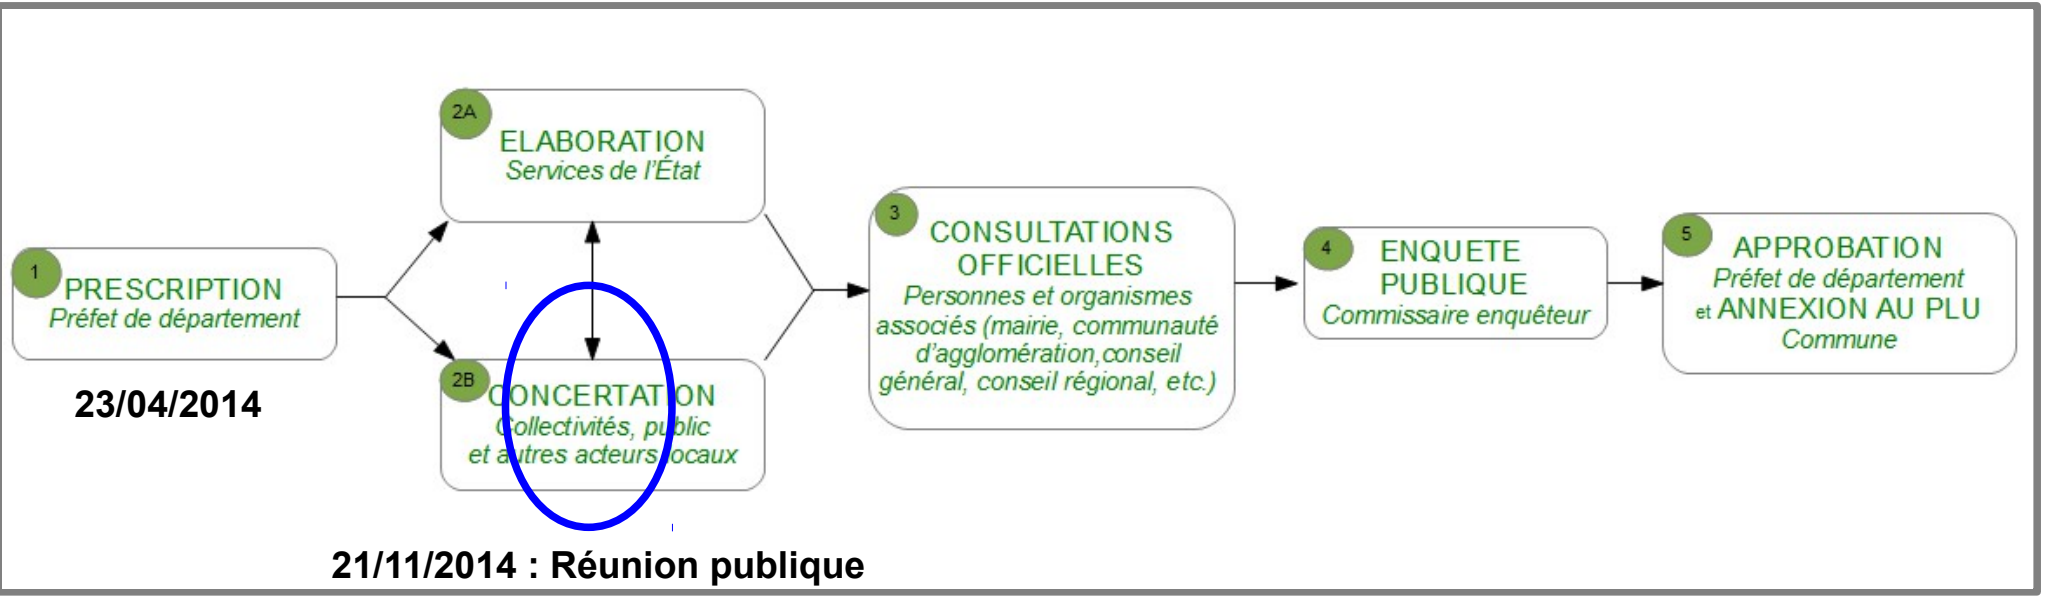 1
PRESCRIPTION
Préfet de département
23/04/2014
2A
ELABORATION
Services de l'État
2B
CONCERTATION
Collectivités, public
et autres acteurs locaux
21/11/2014 : Réunion publique
3
CONSULTATIONS
OFFICIELLES
Personnes et organismes
associés (mairie, communauté
d'agglomération,conseil
général, conseil régional, etc.)
4
ENQUETE
PUBLIQUE
Commissaire enquêteur
5
APPROBATION
Préfet de département
et ANNEXION AU PLU
Commune